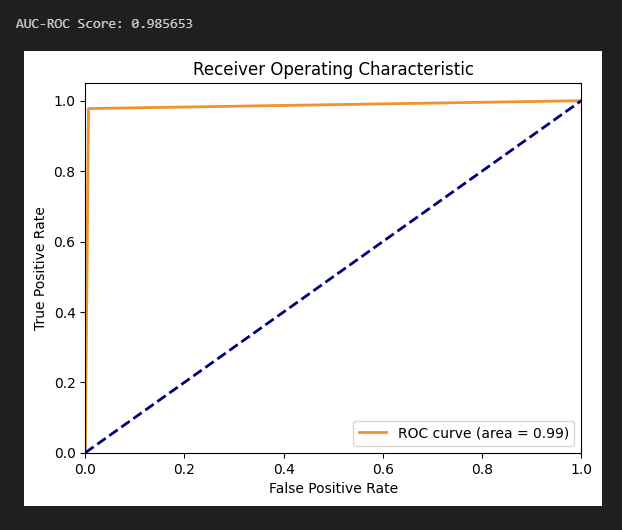 AUC-ROC Score: 0.985653
Receiver Operating Characteristic
True Positive Rate
1.0
0.8
0.6
0.4
0.2
0.0
ROC curve (area = 0.99)
0.0 0.2 0.4 0.6 0.8 1.0
False Positive Rate